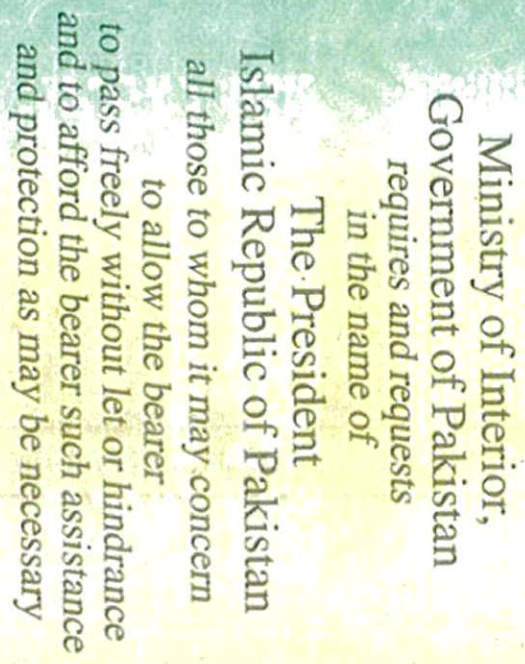 Ministry of Interior,
Government of Pakistan
requires and requests
in the name of
The President
Islamic Republic of Pakistan
all those to whom it may concern
to allow the bearer
to pass freely without let or hindrance
and to afford the bearer such assistance
and protection as may be necessary